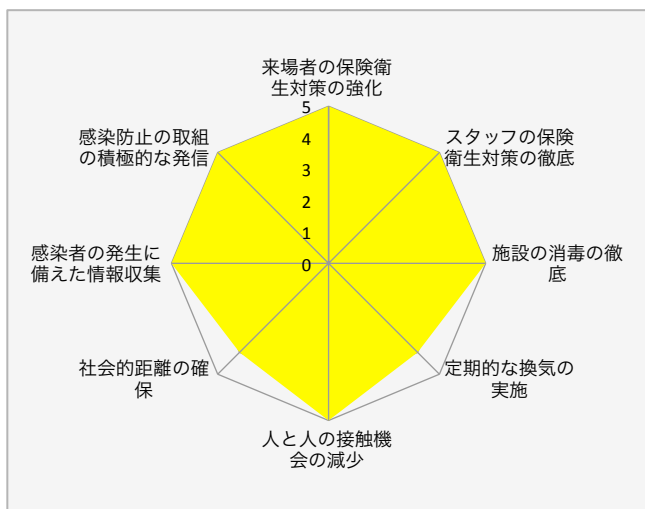 来場者の保険衛
生対策の強化
スタッフの保険
衛生対策の徹底
施設の消毒の徹
底
定期的な換気の
実施
人と人の接触機
会の減少
社会的距離の確
保
感染者の発生に
備えた情報収集
感染防止の取組
の積極的な発信
5
4
3
2
1
0